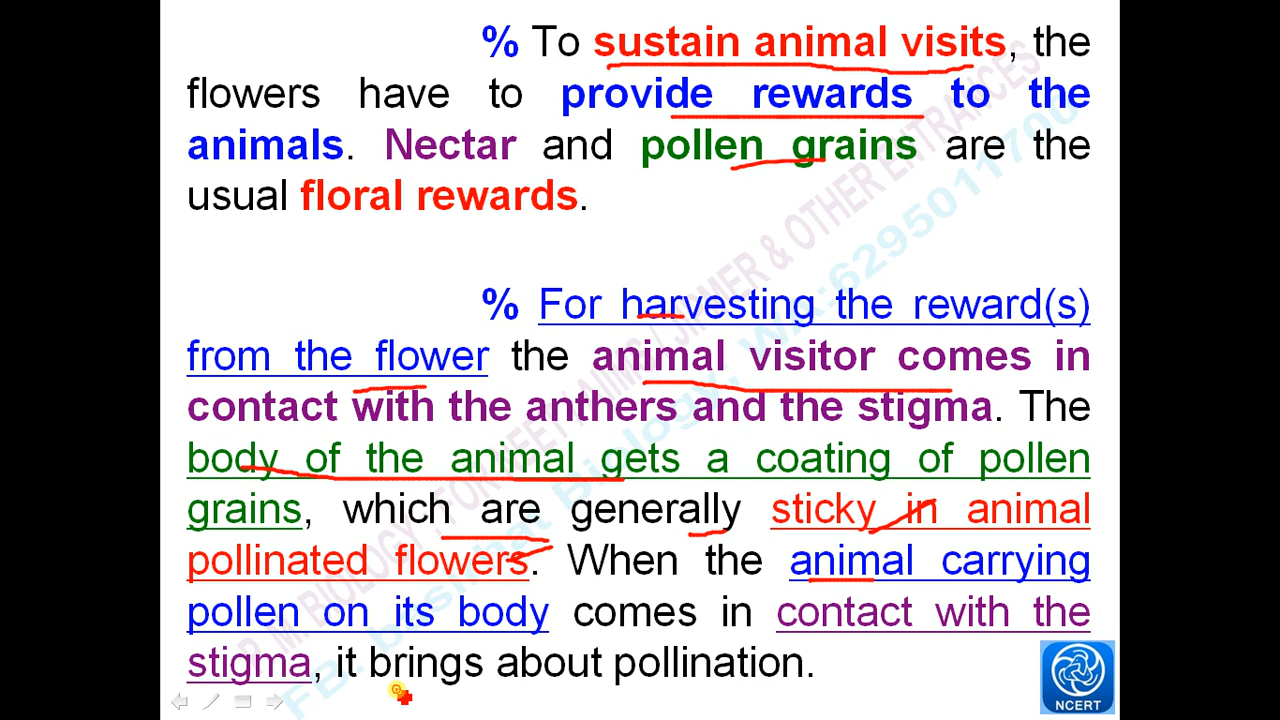 % To sustain animal visits, the
flowers have to provide rewards to the
animals. Nectar and pollen grains are the
usual floral rewards.
% For harvesting the reward(s)
from the flower the animal visitor comes in
contact with the anthers and the stigma. The
body of the animal gets a coating of pollen
grains, which are generally sticky in animal
pollinated flowers. When the animal carrying
pollen on its body comes in contact with the
stigma, it brings about pollination.
NCERT